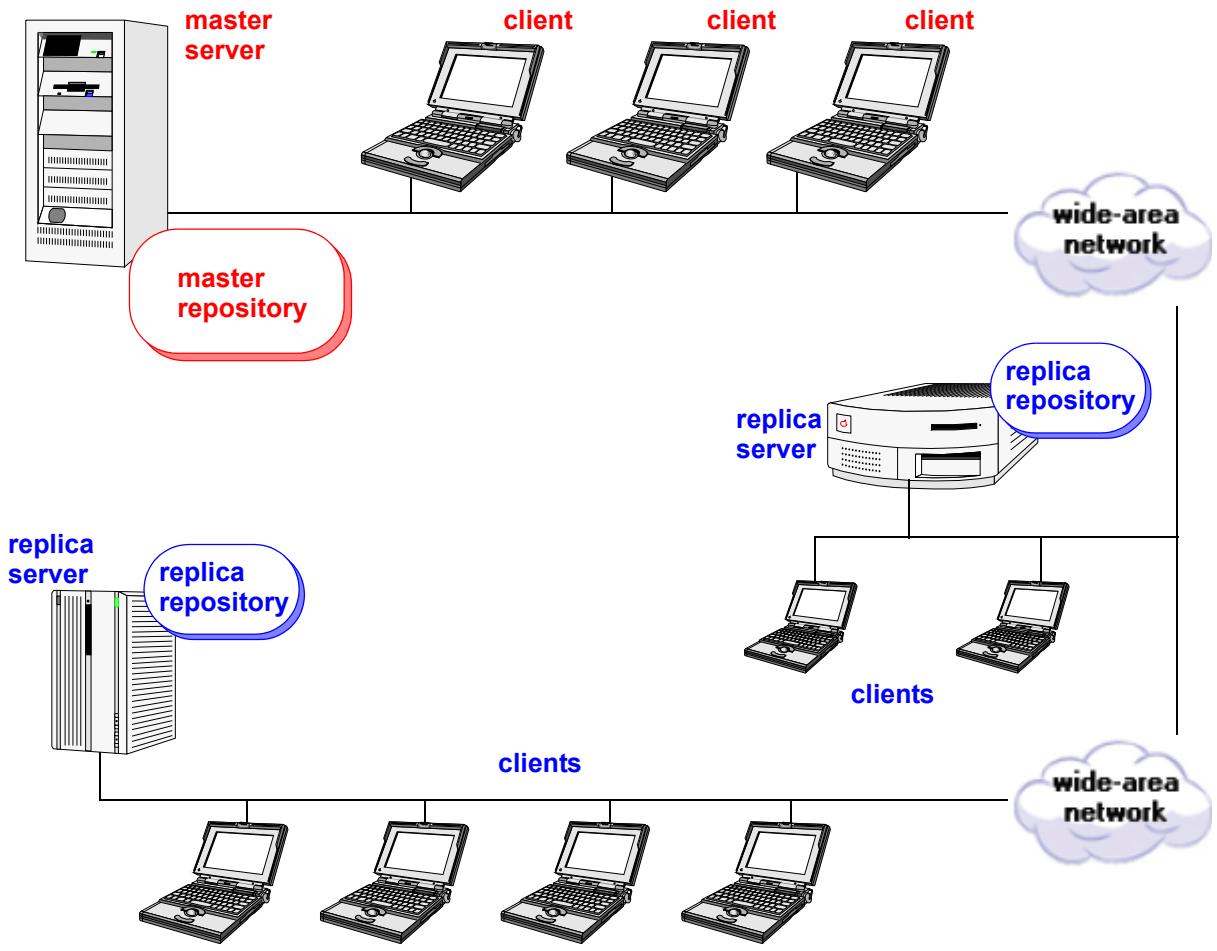 master
server
client
client
client
wide-area
network
master
repository
replica
repository
replica
server
replica
server
replica
repository
clients
clients
wide-area
network